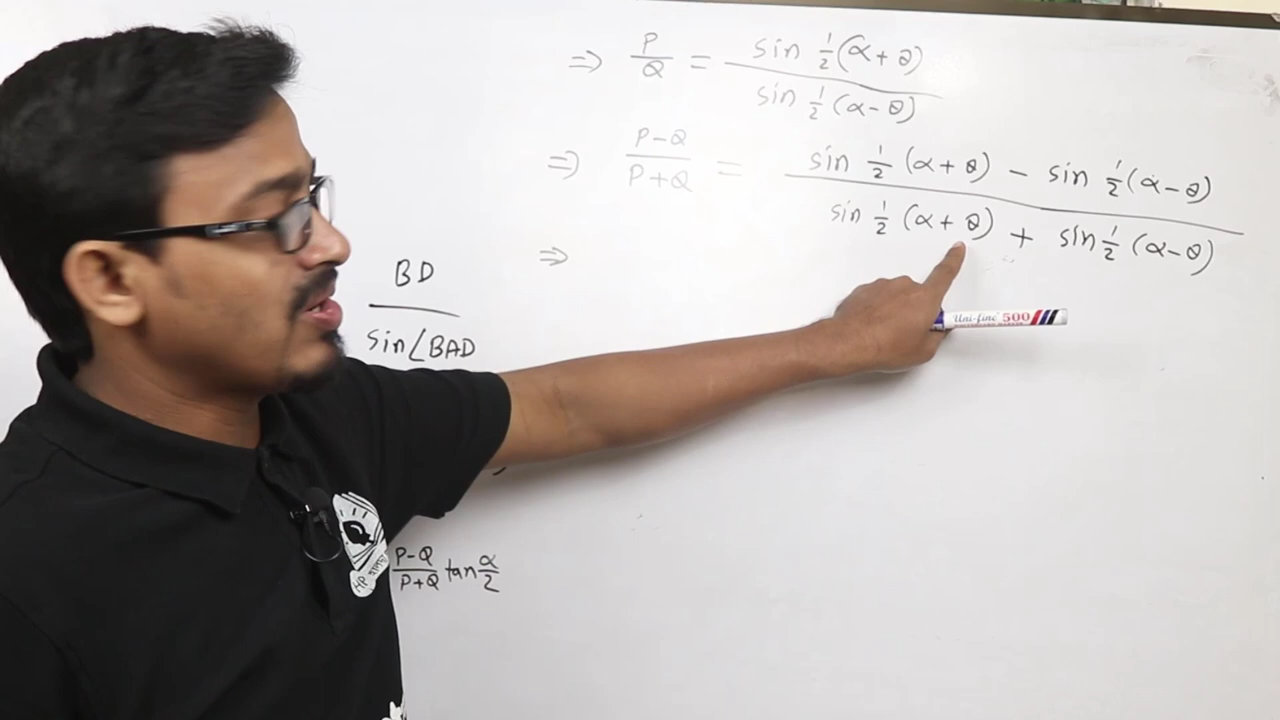 ⇒ P/Q = sin ½(α+θ) / sin ½(α-θ)
⇒ P-Q/P+Q = sin ½ (α+θ) - sin ½(α-θ) / sin ½ (α+θ) + sin ½ (α-θ)
⇒
BD
sin∠BAD
Uni-fine 500
P-Q/P+Q tan α/2